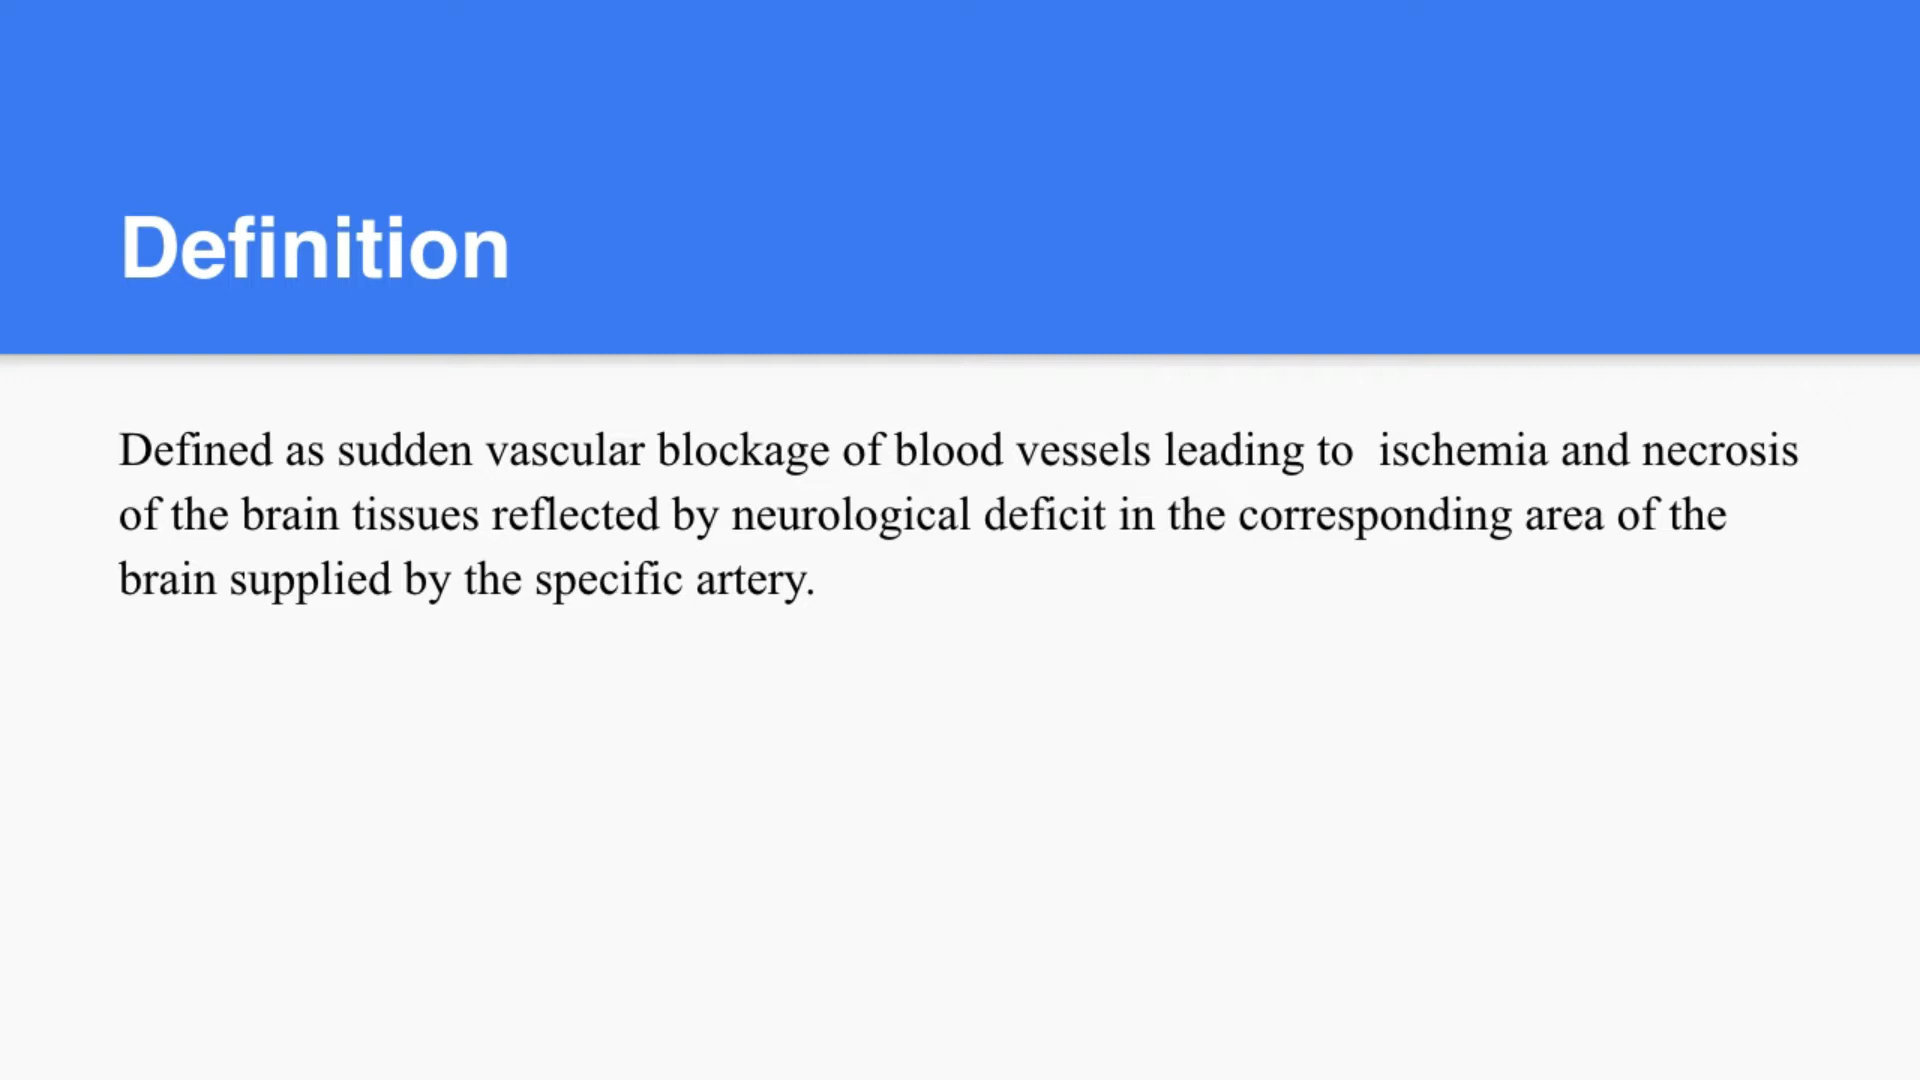 Definition
Defined as sudden vascular blockage of blood vessels leading to  ischemia and necrosis
of the brain tissues reflected by neurological deficit in the corresponding area of the
brain supplied by the specific artery.